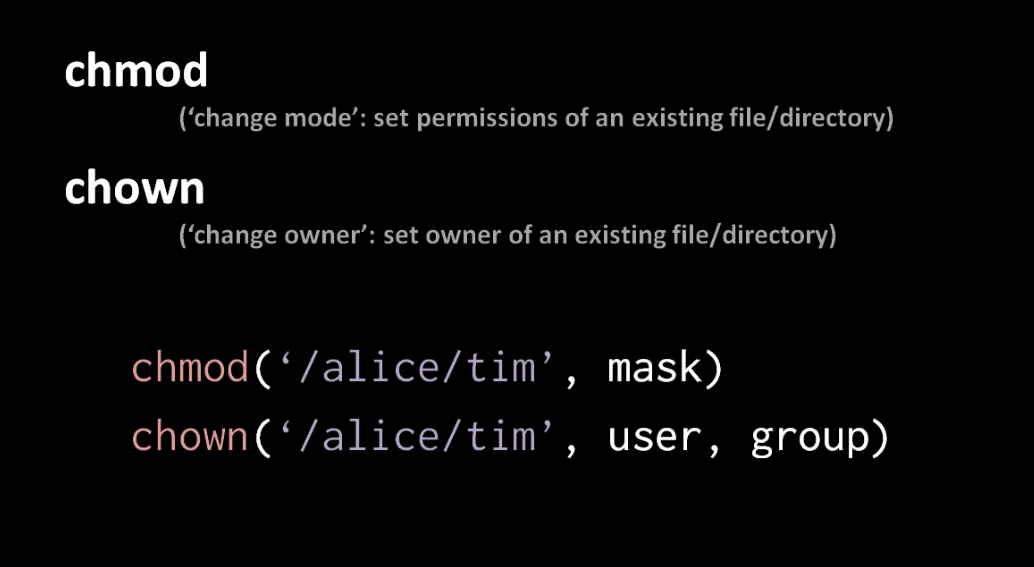 chmod
(‘change mode’: set permissions of an existing file/directory)
chown
(‘change owner’: set owner of an existing file/directory)
chmod(‘/alice/tim’, mask)
chown(‘/alice/tim’, user, group)